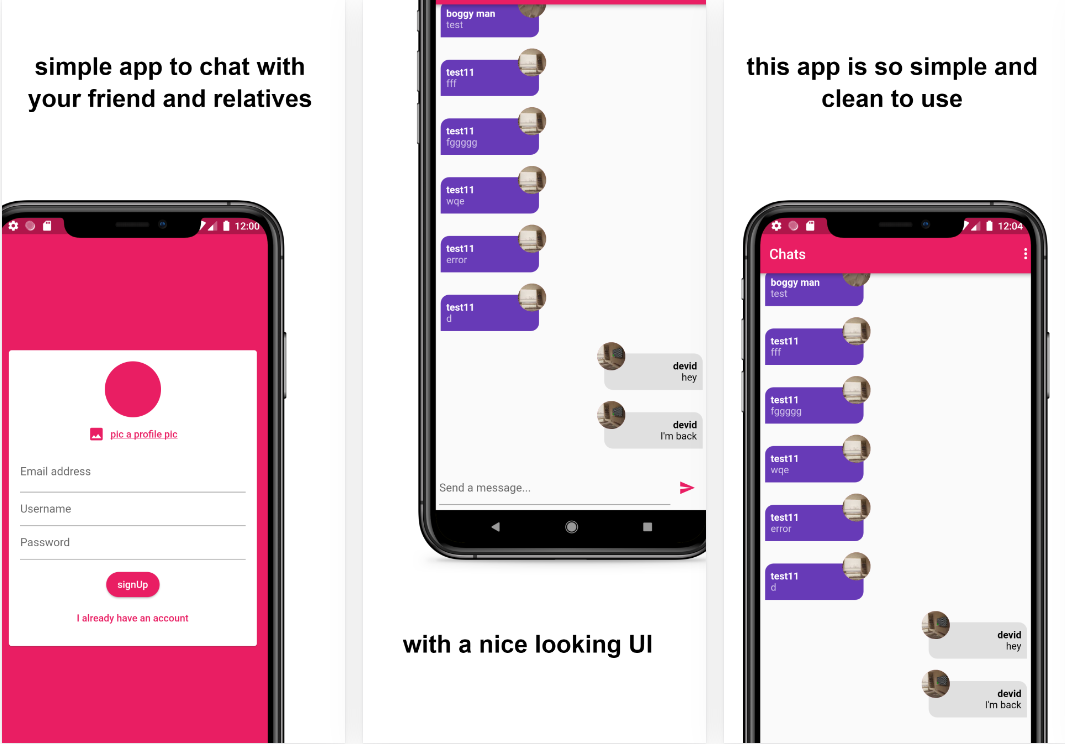 simple app to chat with
your friend and relatives
12:00
pic a profile pic
Email address
Username
Password
signUp
I already have an account
boggy man
test
test11
fff
test11
fggggg
test11
wqe
test11
error
test11
d
devid
hey
devid
I'm back
Send a message...
with a nice looking UI
this app is so simple and
clean to use
12:04
Chats
boggy man
test
test11
fff
test11
fggggg
test11
wqe
test11
error
test11
d
devid
hey
devid
I'm back